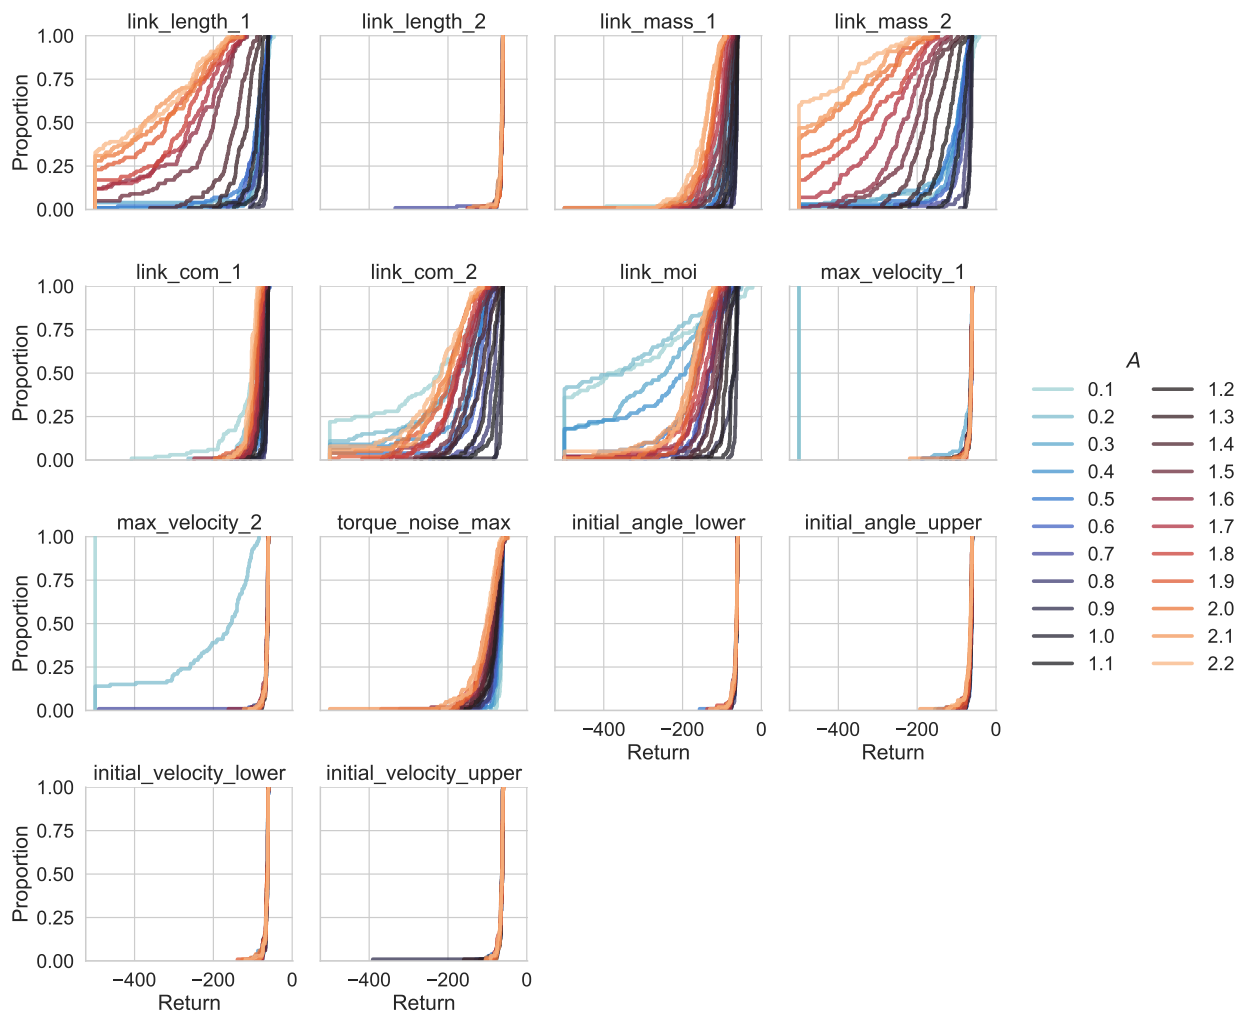 link_length_1 link_length_2 link_mass_1 link_mass_2
1.00
0.75
0.50
0.25
0.00
Proportion
link_com_1 link_com_2 link_moi max_velocity_1
1.00
0.75
0.50
0.25
0.00
Proportion
max_velocity_2 torque_noise_max initial_angle_lower initial_angle_upper
1.00
0.75
0.50
0.25
0.00
Proportion
−400 −200 0 −400 −200 0
Return Return
initial_velocity_lower initial_velocity_upper
1.00
0.75
0.50
0.25
0.00
Proportion
−400 −200 0 −400 −200 0
Return Return
A
0.1 1.2
0.2 1.3
0.3 1.4
0.4 1.5
0.5 1.6
0.6 1.7
0.7 1.8
0.8 1.9
0.9 2.0
1.0 2.1
1.1 2.2